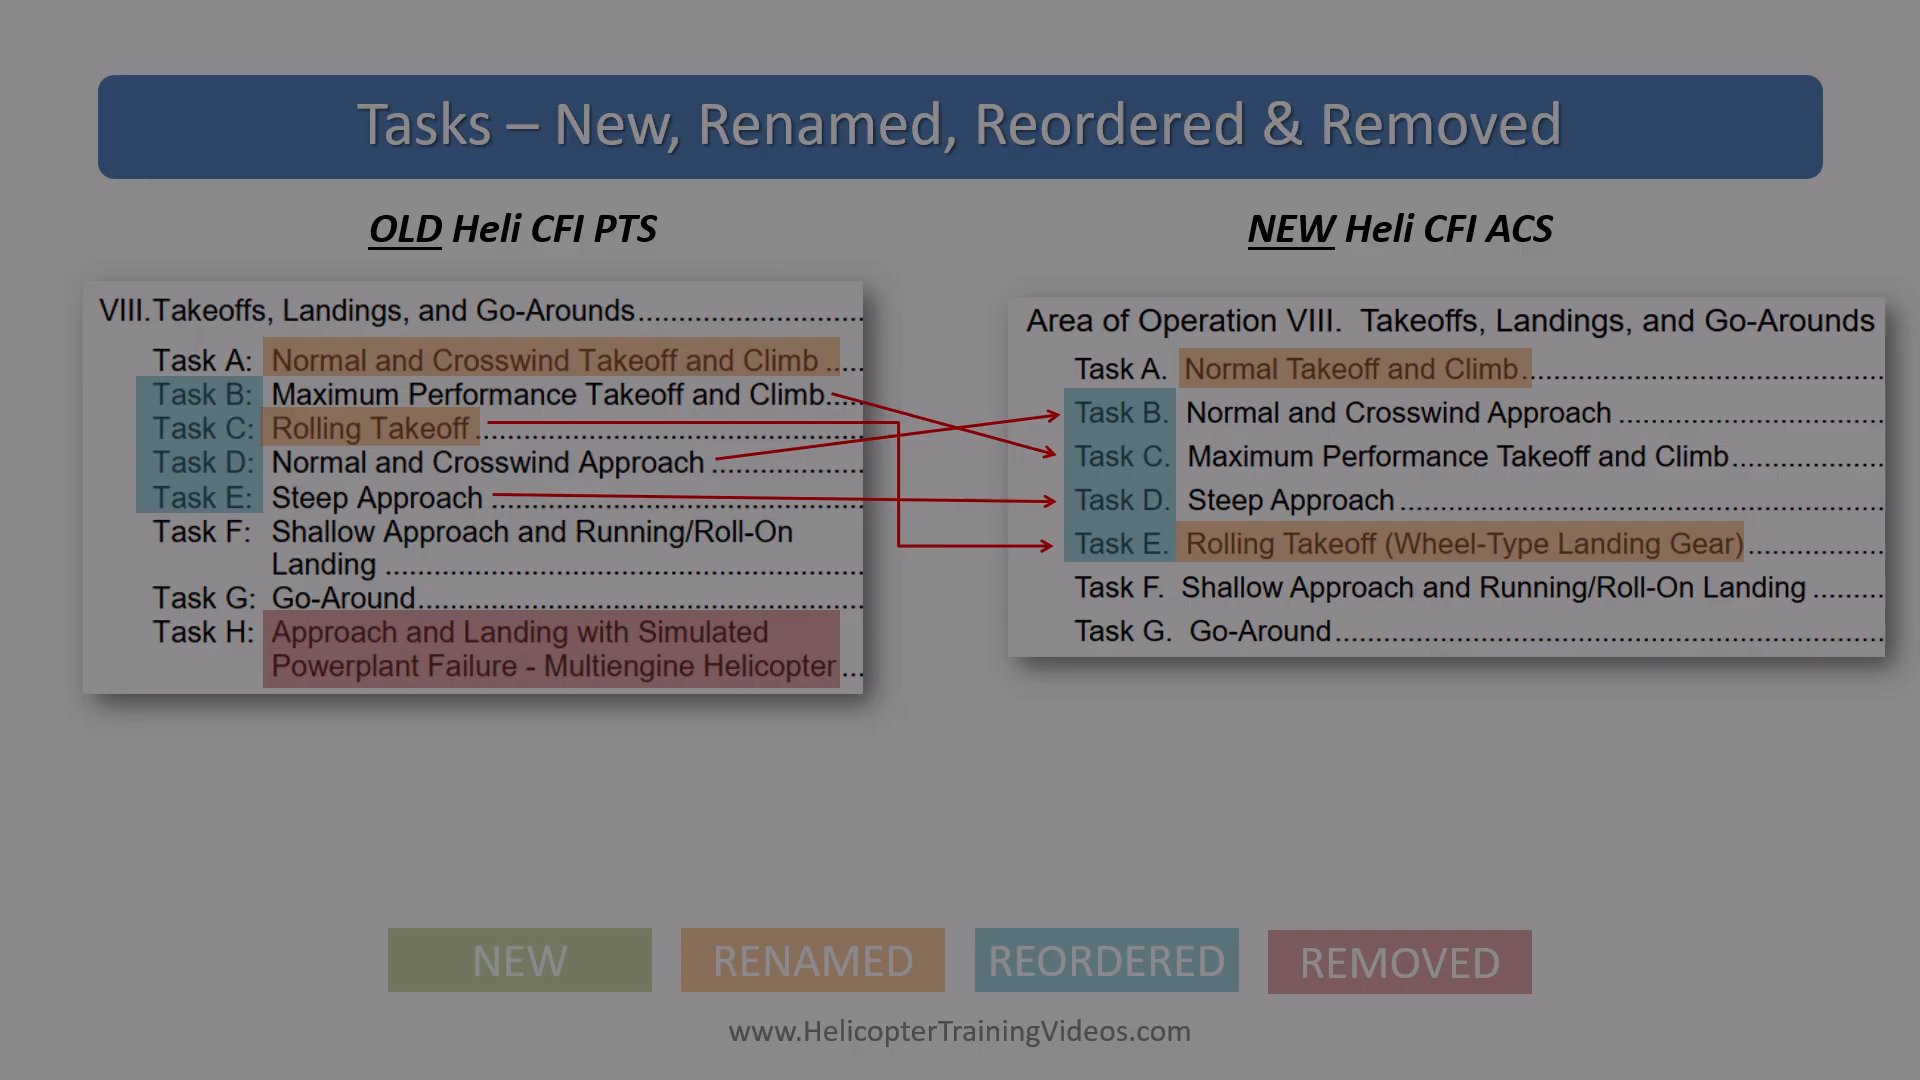 Tasks – New, Renamed, Reordered & Removed
OLD Heli CFI PTS
VIII. Takeoffs, Landings, and Go-Arounds............................
Task A: Normal and Crosswind Takeoff and Climb .....
Task B: Maximum Performance Takeoff and Climb.....
Task C: Rolling Takeoff ................................................
Task D: Normal and Crosswind Approach ...................
Task E: Steep Approach ..............................................
Task F: Shallow Approach and Running/Roll-On
Landing ............................................................
Task G: Go-Around........................................................
Task H: Approach and Landing with Simulated
Powerplant Failure - Multiengine Helicopter ...
NEW Heli CFI ACS
Area of Operation VIII. Takeoffs, Landings, and Go-Arounds
Task A. Normal Takeoff and Climb.............................................
Task B. Normal and Crosswind Approach .................................
Task C. Maximum Performance Takeoff and Climb...................
Task D. Steep Approach ............................................................
Task E. Rolling Takeoff (Wheel-Type Landing Gear) .................
Task F. Shallow Approach and Running/Roll-On Landing .........
Task G. Go-Around....................................................................
NEW
RENAMED
REORDERED
REMOVED
www.HelicopterTrainingVideos.com